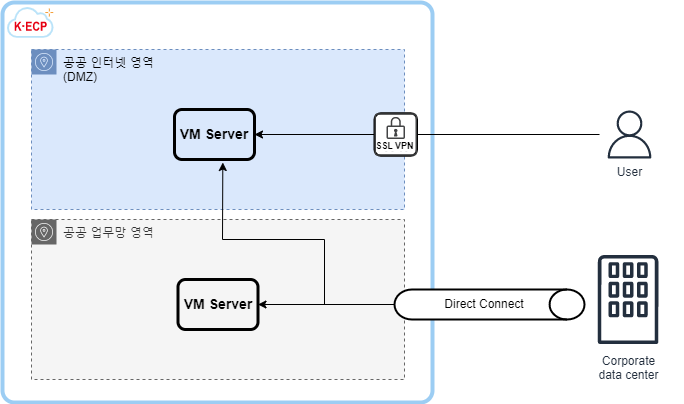 K·ECP
공공 인터넷 영역
(DMZ)
VM Server
SSL VPN
User
공공 업무망 영역
VM Server
Direct Connect
Corporate
data center